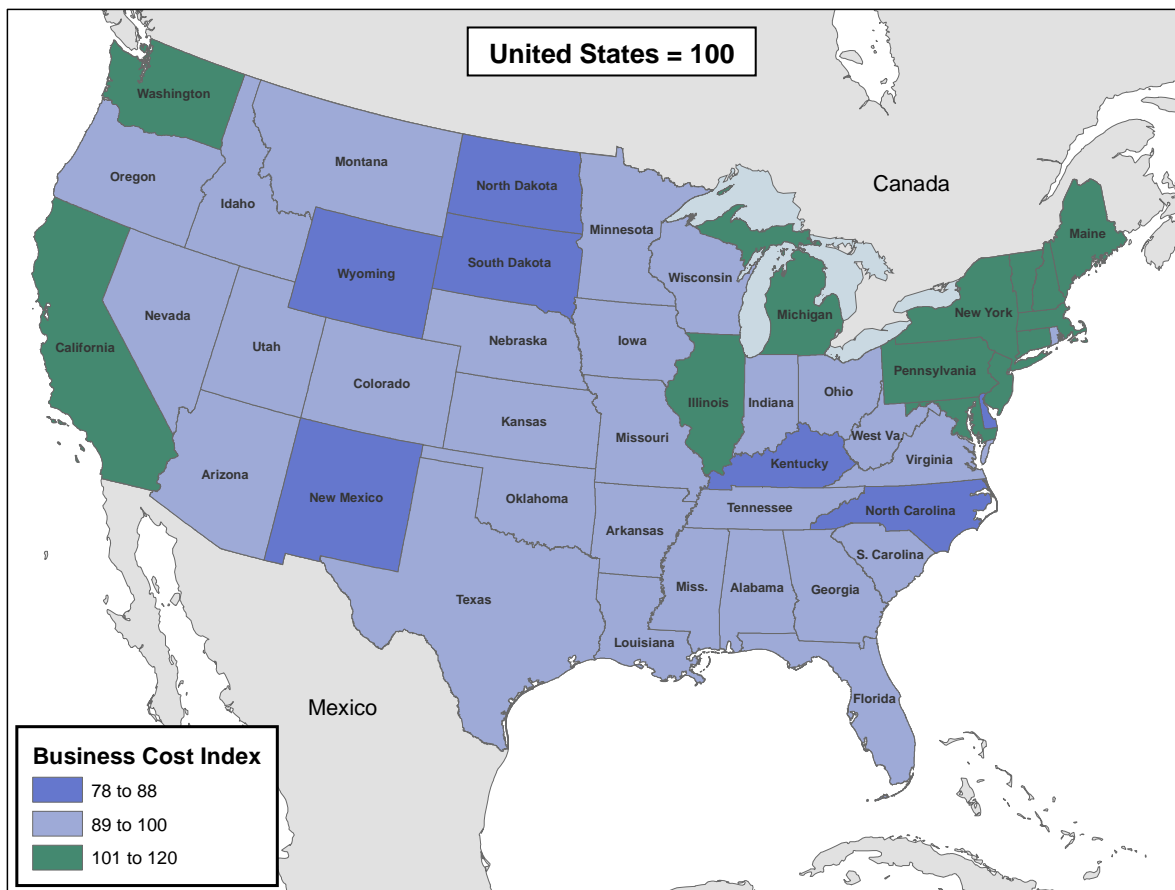 United States = 100
Washington
Montana
North Dakota
Canada
Oregon
Idaho
Minnesota
Maine
Wyoming
South Dakota
Wisconsin
Nevada
Michigan
New York
California
Utah
Nebraska
Iowa
Colorado
Pennsylvania
Illinois
Indiana
Ohio
Kansas
Missouri
West Va.
Kentucky
Virginia
Arizona
New Mexico
Oklahoma
Tennessee
North Carolina
Arkansas
S. Carolina
Texas
Miss.
Alabama
Georgia
Louisiana
Mexico
Florida
Business Cost Index
78 to 88
89 to 100
101 to 120